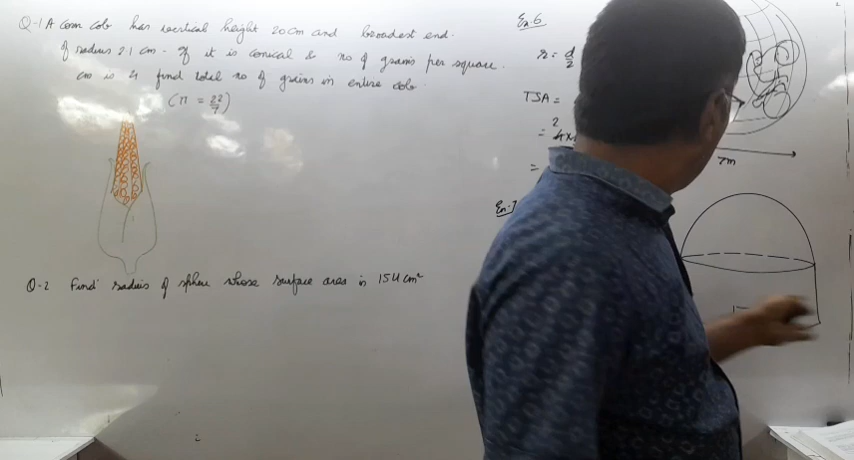 Q-1 A corn cob has vertical height 20 cm and broadest end
of radius 2.1 cm. If it is conical & no of grains per square
cm is 4 find total no of grains in entire cob.
(π = 22/7)
Q-2 Find radius of sphere whose surface area is 154 cm²
Ex.6
r = d/2
TSA =
=
=
7m
Ex.7